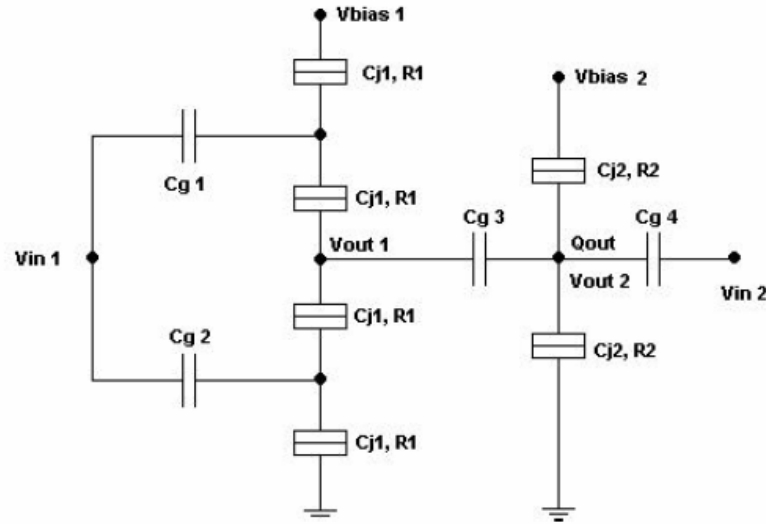 Vbias 1
Cj1, R1
Vbias 2
Cg 1
Cj2, R2
Cj1, R1
Cg 3
Cg 4
Vin 1
Vout 1
Qout
Vout 2
Vin 2
Cj1, R1
Cg 2
Cj2, R2
Cj1, R1